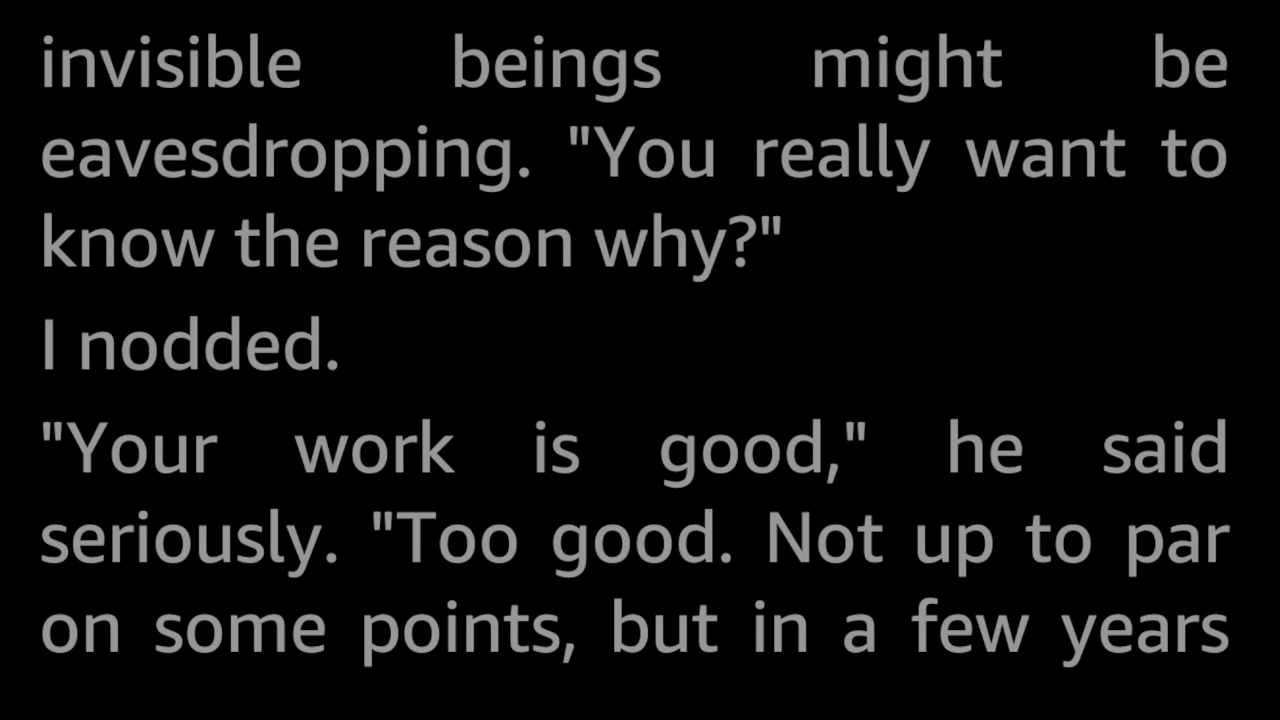 invisible beings might be
eavesdropping. "You really want to
know the reason why?"
I nodded.
"Your work is good," he said
seriously. "Too good. Not up to par
on some points, but in a few years